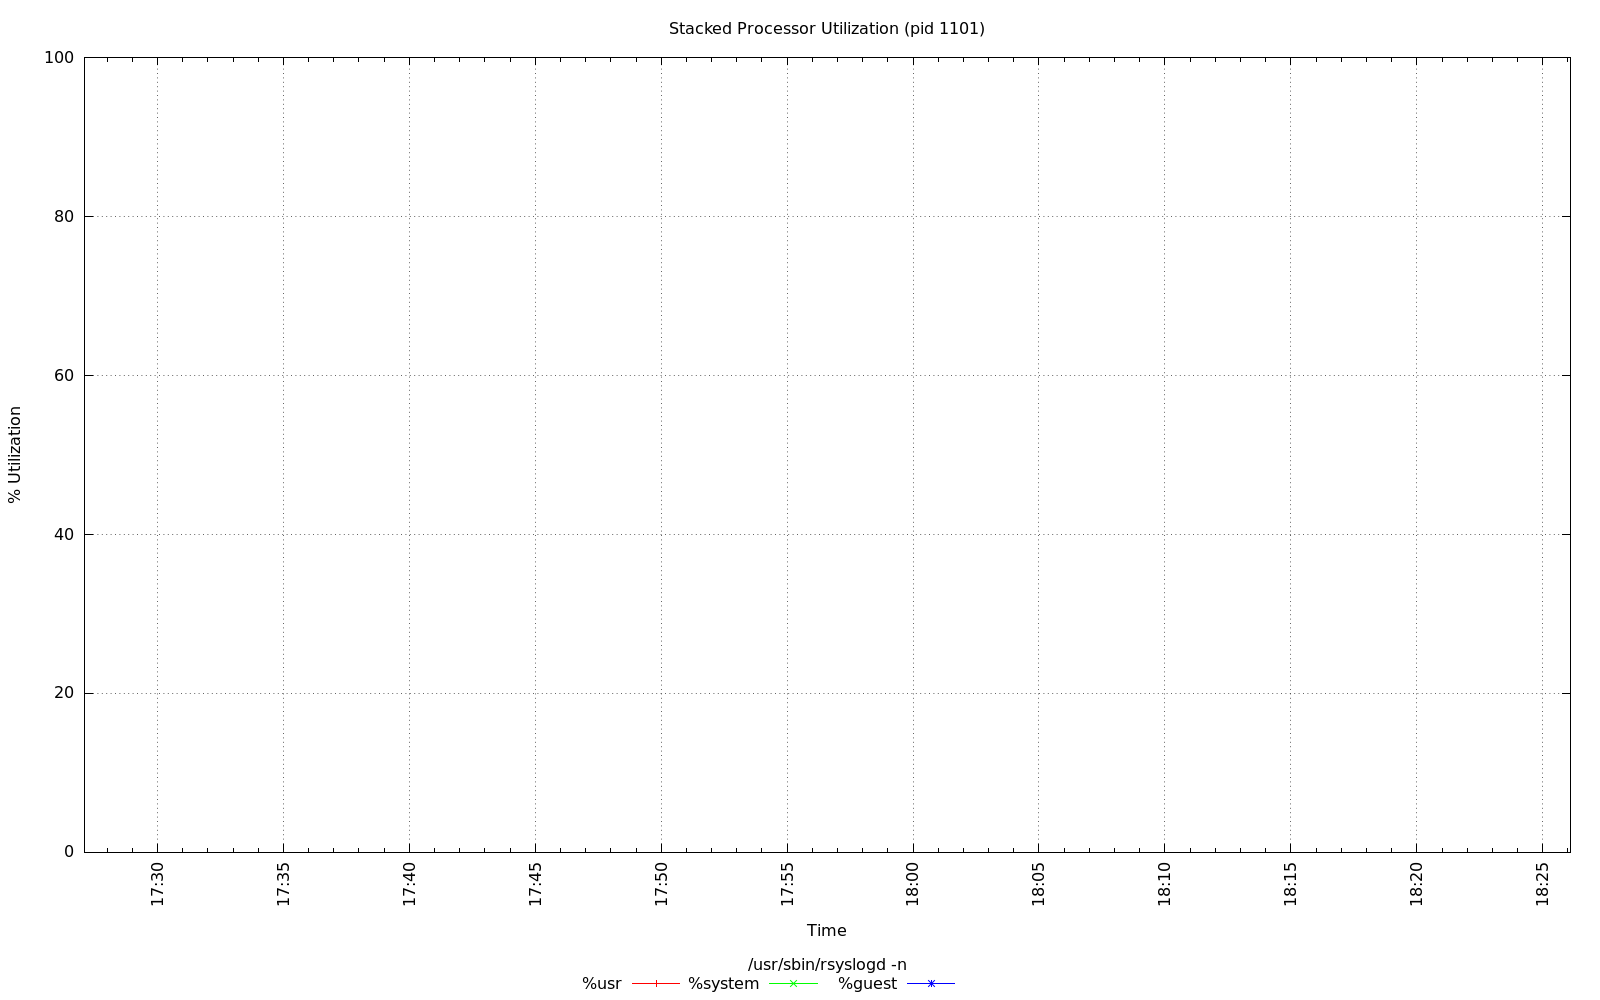 Stacked Processor Utilization (pid 1101)
100
80
60
40
20
0
% Utilization
17:30 17:35 17:40 17:45 17:50 17:55 18:00 18:05 18:10 18:15 18:20 18:25
Time
/usr/sbin/rsyslogd -n
%usr %system %guest